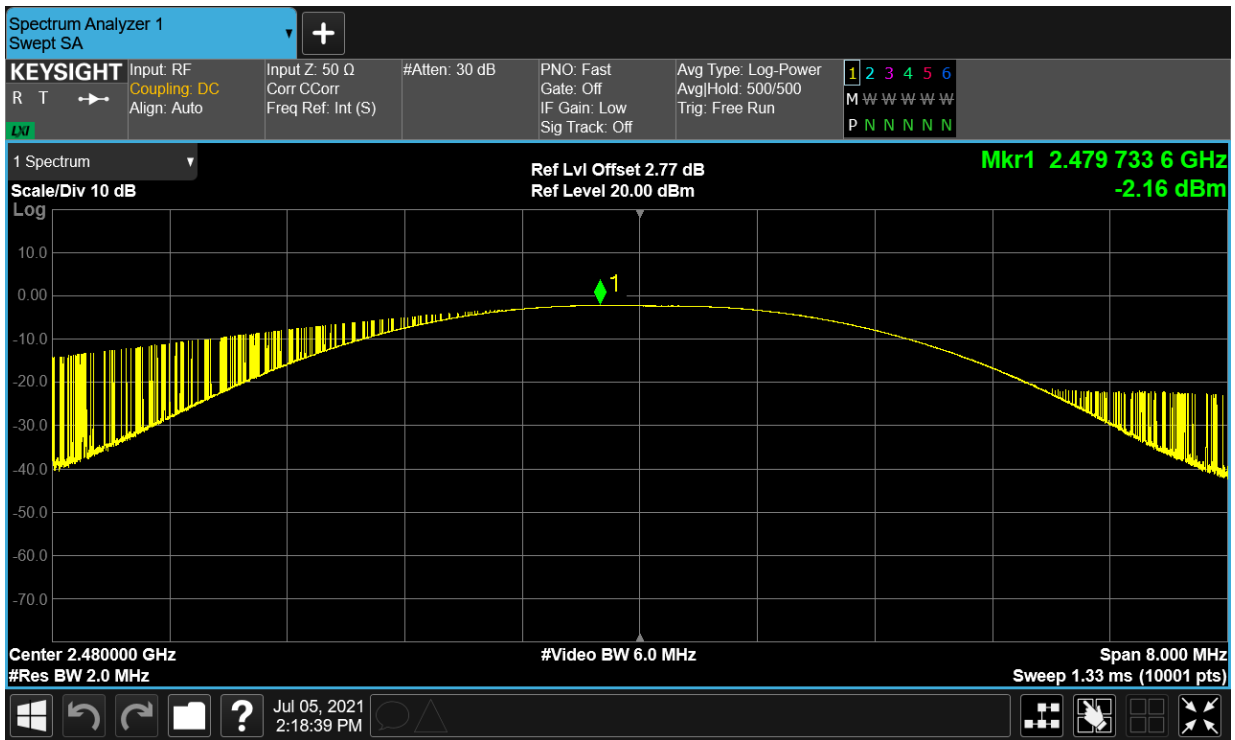 Spectrum Analyzer 1
Swept SA
+
KEYSIGHT
R T
LXI
Input: RF
Coupling: DC
Align: Auto
Input Z: 50 Ω
Corr CCorr
Freq Ref: Int (S)
#Atten: 30 dB
PNO: Fast
Gate: Off
IF Gain: Low
Sig Track: Off
Avg Type: Log-Power
Avg|Hold: 500/500
Trig: Free Run
1 2 3 4 5 6
M W W W W W
P N N N N N
1 Spectrum
Scale/Div 10 dB
Log
Ref Lvl Offset 2.77 dB
Ref Level 20.00 dBm
Mkr1 2.479 733 6 GHz
-2.16 dBm
10.0
0.00
-10.0
-20.0
-30.0
-40.0
-50.0
-60.0
-70.0
1
Center 2.480000 GHz
#Res BW 2.0 MHz
#Video BW 6.0 MHz
Span 8.000 MHz
Sweep 1.33 ms (10001 pts)
?
Jul 05, 2021
2:18:39 PM